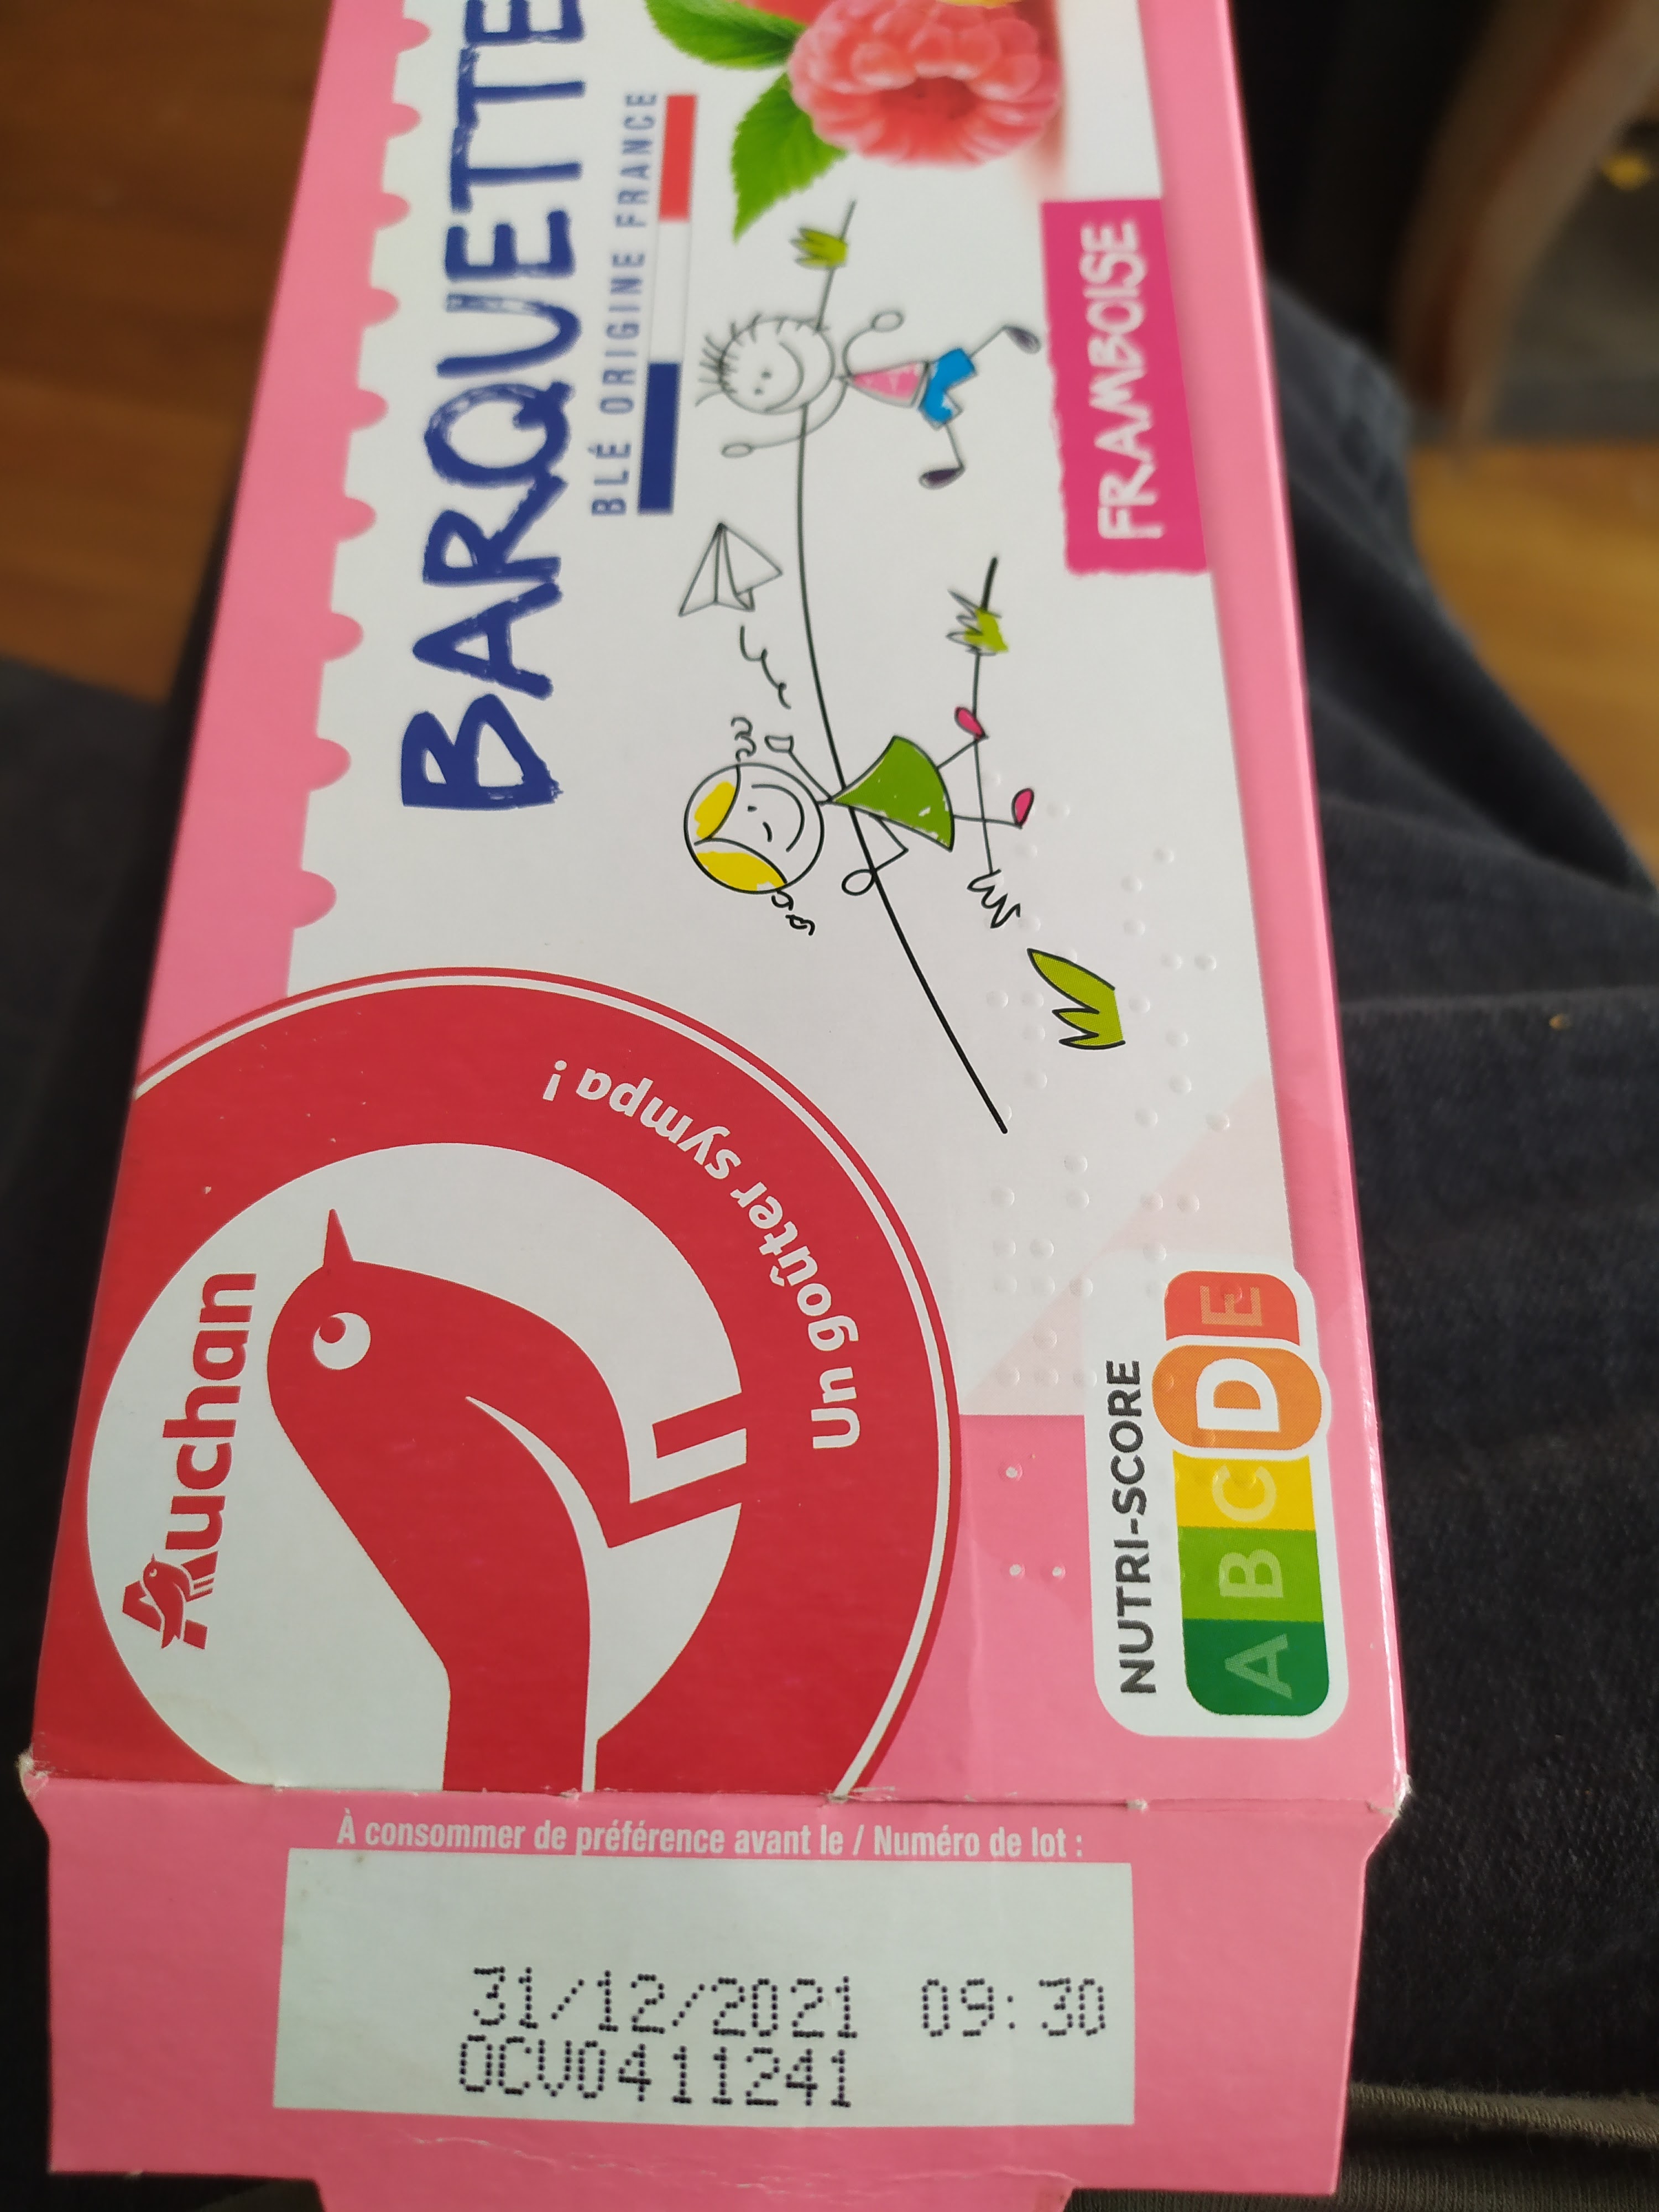 BARQUETTE
BLÉ ORIGINE FRANCE
FRAMBOISE
Auchan
Un goûter sympa !
NUTRI-SCORE
A B C D E
À consommer de préférence avant le / Numéro de lot :
31/12/2021 09:30
OCV0411241